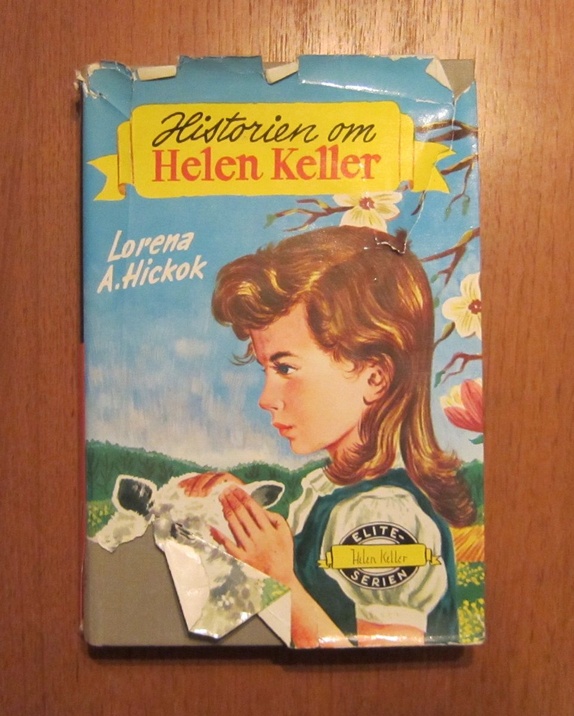 Historien om
Helen Keller
Lorena
A. Hickok
ELITE-
Helen Keller
SERIEN